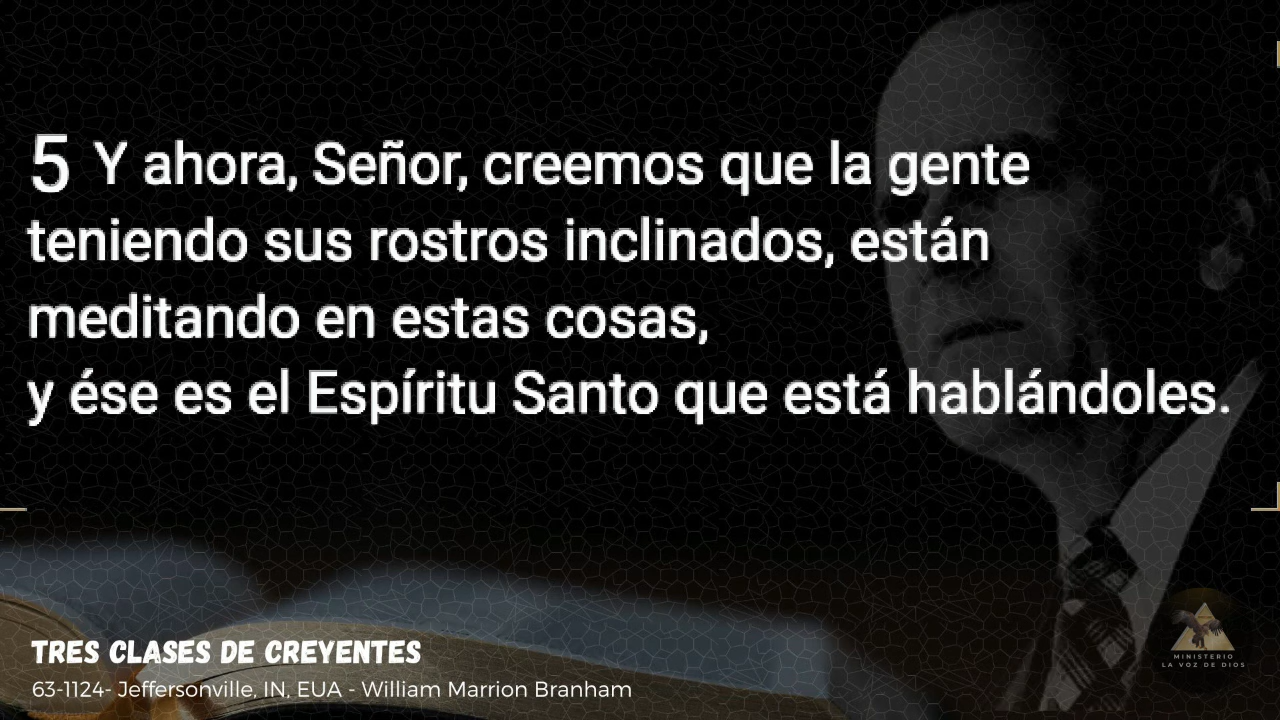 5 Y ahora, Señor, creemos que la gente
teniendo sus rostros inclinados, están
meditando en estas cosas,
y ése es el Espíritu Santo que está hablándoles.
TRES CLASES DE CREYENTES
63-1124- Jeffersonville, IN, EUA - William Marrion Branham
MINISTERIO
LA VOZ DE DIOS